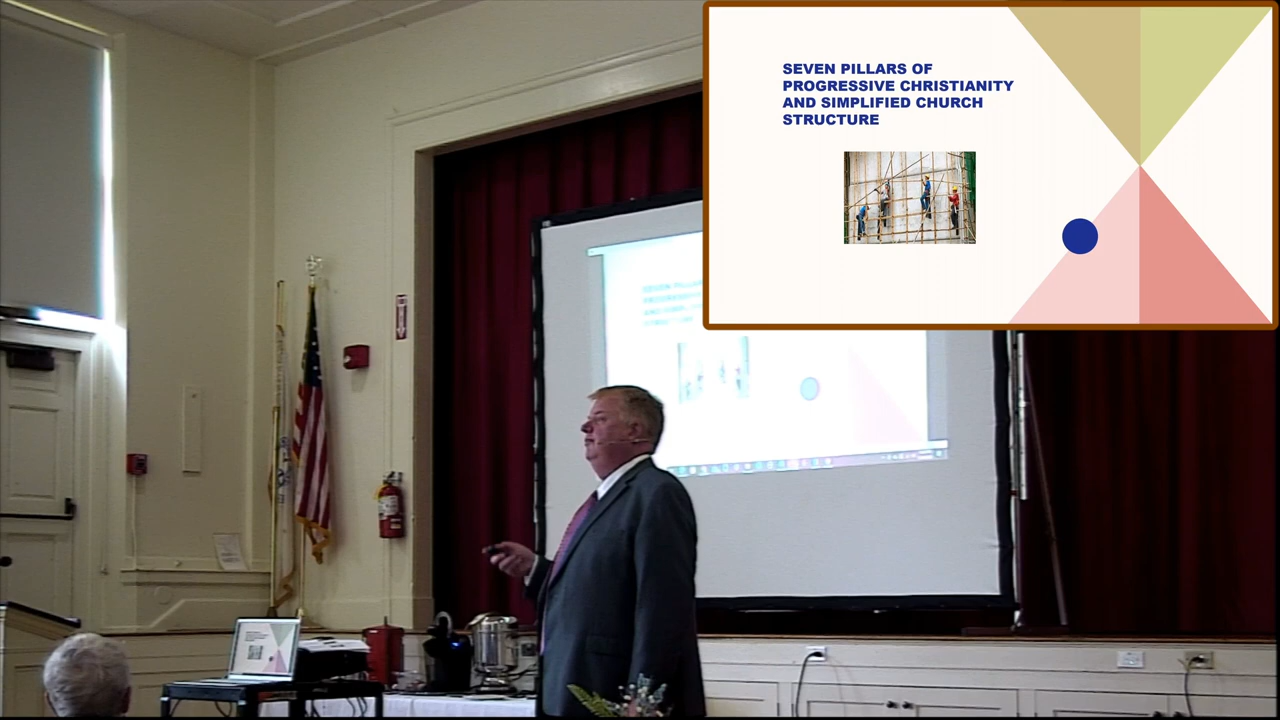 SEVEN PILLARS OF
PROGRESSIVE CHRISTIANITY
AND SIMPLIFIED CHURCH
STRUCTURE